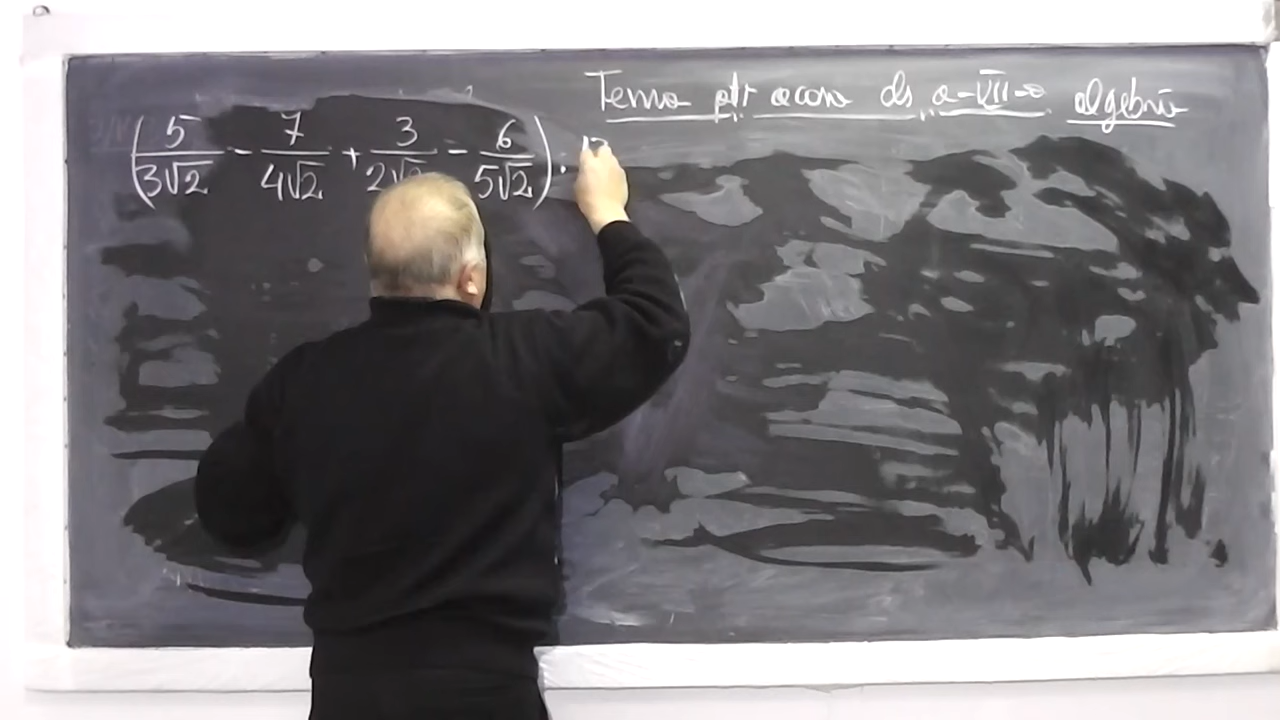 Temă ptr acasă cls a-VII-a algebră
(5/3√2 - 7/4√2 + 3/2√2 - 6/5√2) :